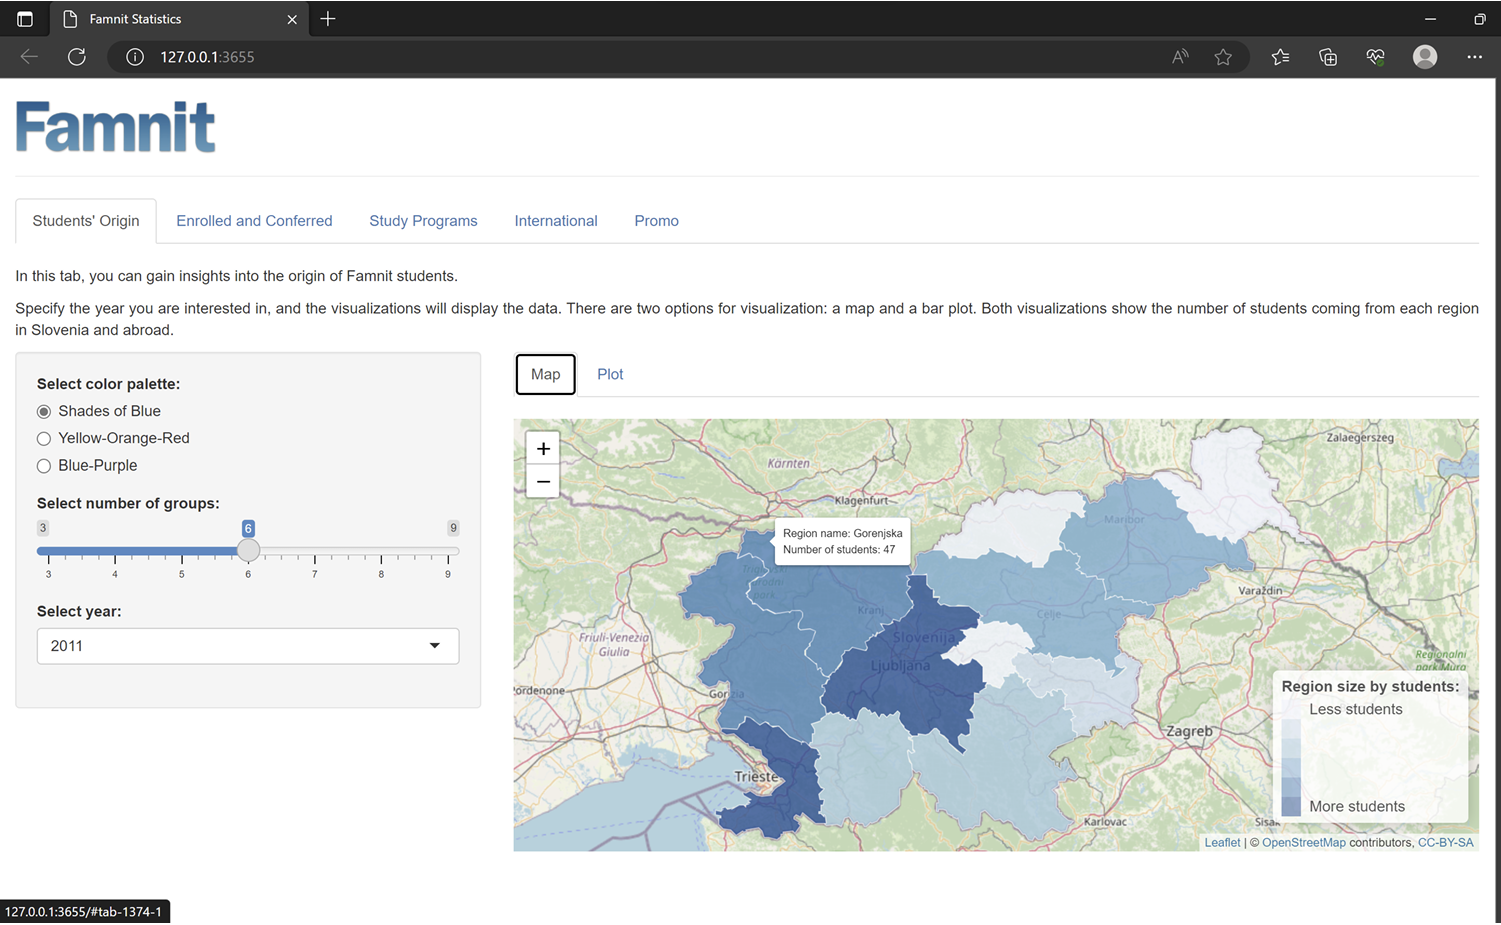 Famnit Statistics
127.0.0.1:3655
Famnit
Students' Origin
Enrolled and Conferred
Study Programs
International
Promo
In this tab, you can gain insights into the origin of Famnit students.
Specify the year you are interested in, and the visualizations will display the data. There are two options for visualization: a map and a bar plot. Both visualizations show the number of students coming from each region
in Slovenia and abroad.
Select color palette:
Shades of Blue
Yellow-Orange-Red
Blue-Purple
Select number of groups:
3 6 9
3 4 5 6 7 8 9
Select year:
2011
Map
Plot
+
−
Zalaegerszeg
Kärnten
Klagenfurt
Region name: Gorenjska
Number of students: 47
Maribor
Varaždin
Kranj
Celje
Friuli-Venezia
Giulia
Slovenija
Ljubljana
Regionalni
park Mura
ordenone
Trieste
Zagreb
Karlovac
Sisak
Region size by students:
Less students
More students
Leaflet | © OpenStreetMap contributors, CC-BY-SA
127.0.0.1:3655/#tab-1374-1